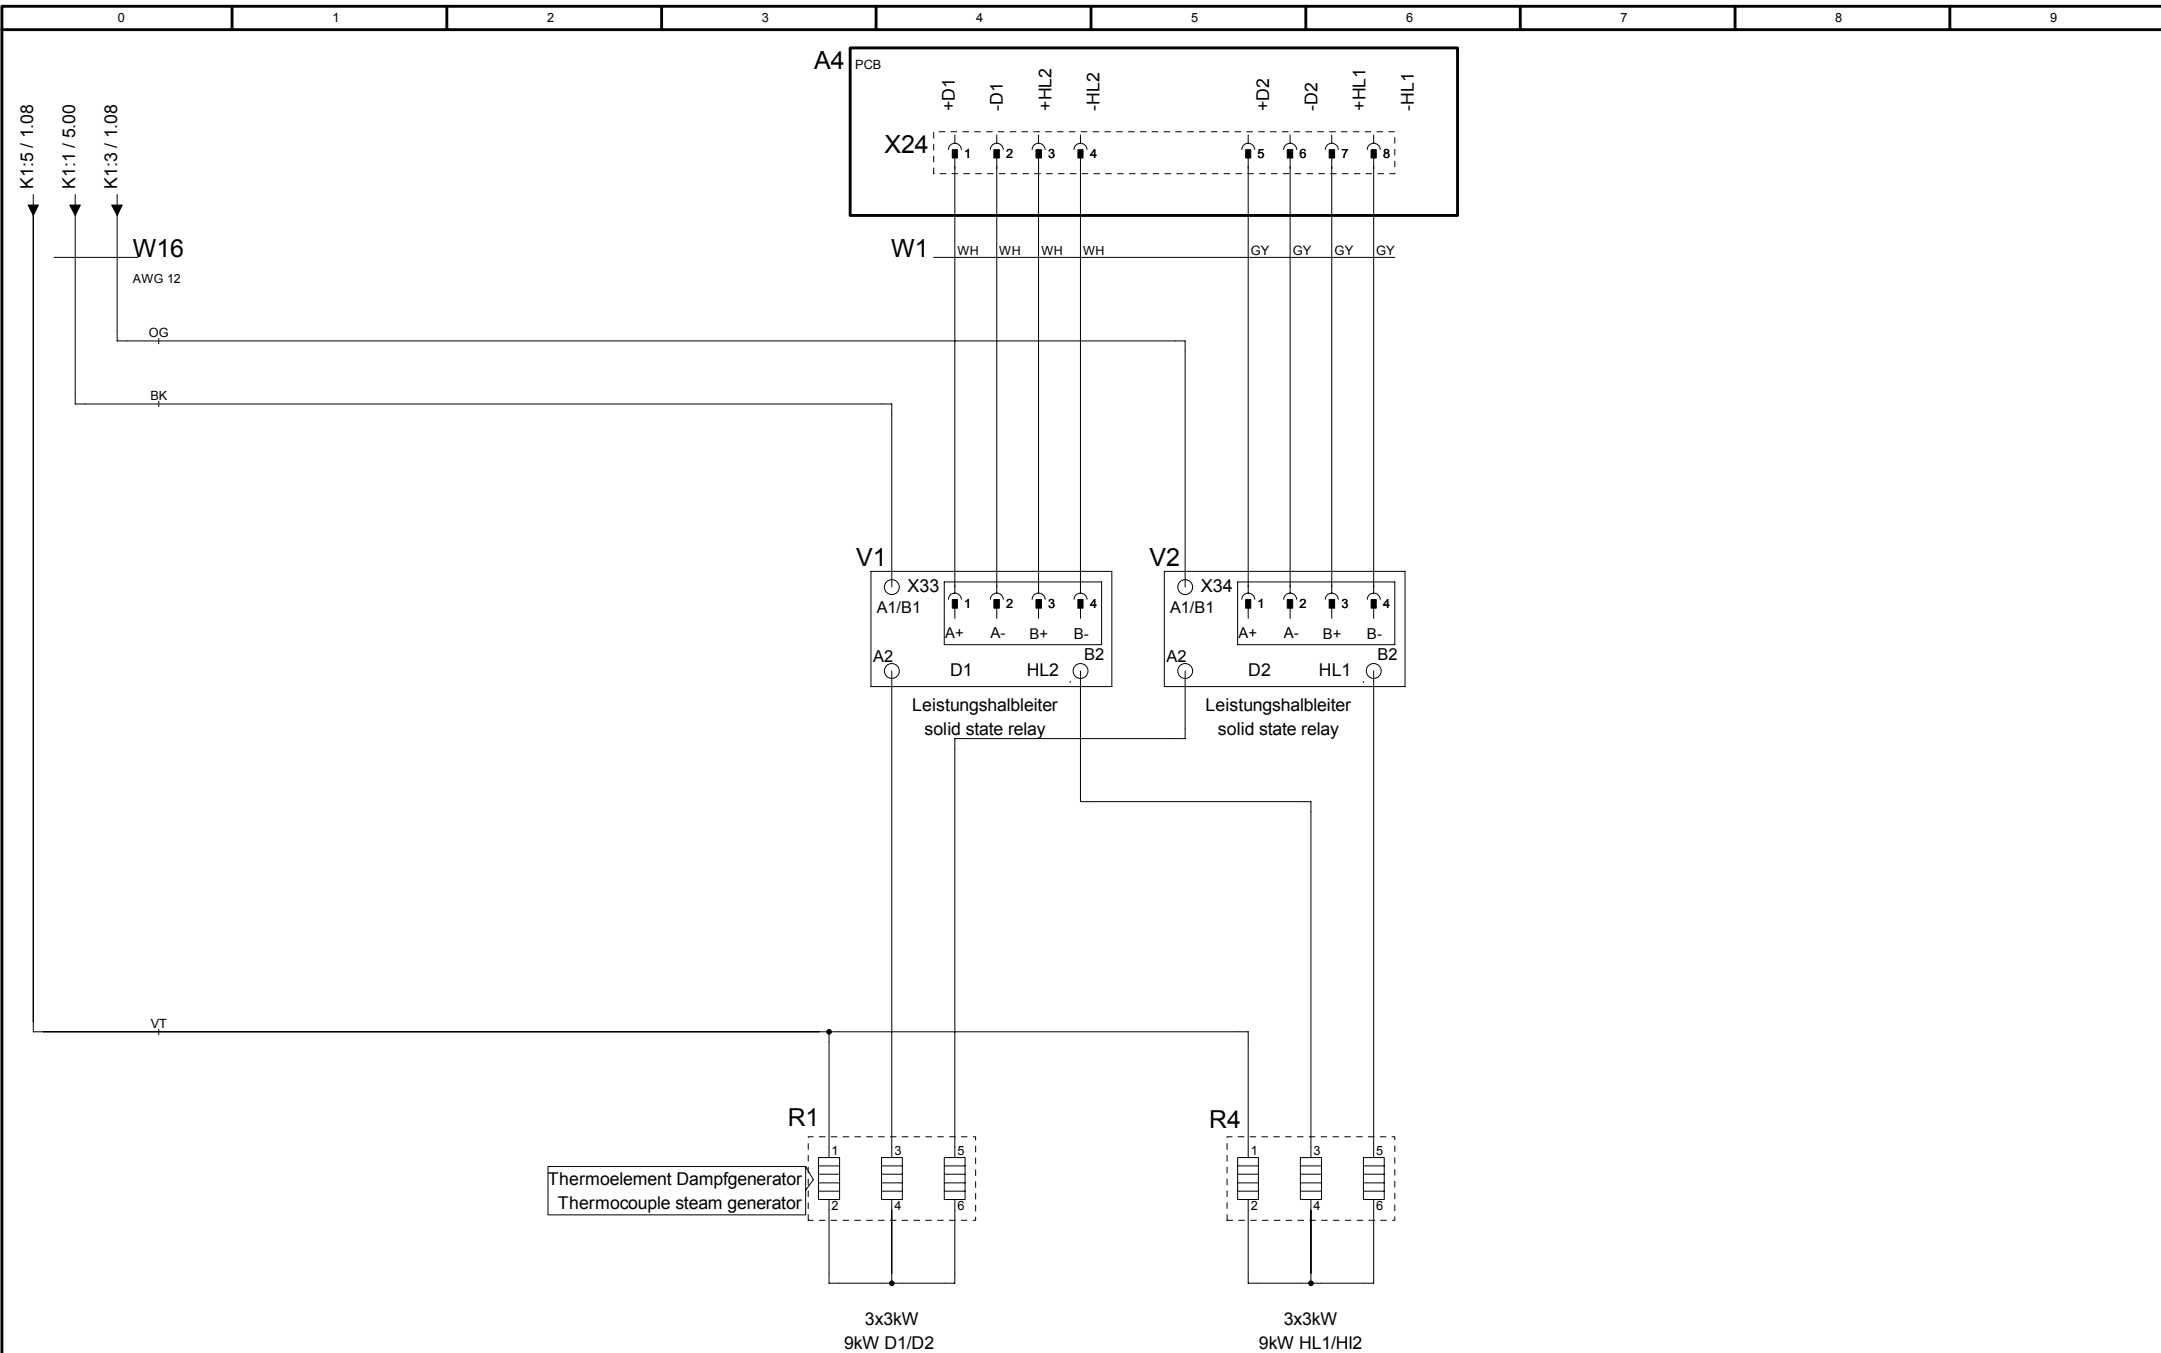 0 1 2 3 4 5 6 7 8 9
A4 PCB
+D1 -D1 +HL2 -HL2 +D2 -D2 +HL1 -HL1
K1:5 / 1.08
K1:1 / 5.00
K1:3 / 1.08
X24 1 2 3 4 5 6 7 8
W16
AWG 12
W1 WH WH WH WH GY GY GY GY
OG
BK
V1
X33 1 2 3 4
A1/B1
A+ A- B+ B-
A2 D1 HL2 B2
Leistungshalbleiter
solid state relay
V2
X34 1 2 3 4
A1/B1
A+ A- B+ B-
A2 D2 HL1 B2
Leistungshalbleiter
solid state relay
VT
R1
1 3 5
Thermoelement Dampfgenerator
Thermocouple steam generator
2 4 6
3x3kW
9kW D1/D2
R4
1 3 5
2 4 6
3x3kW
9kW HL1/Hl2